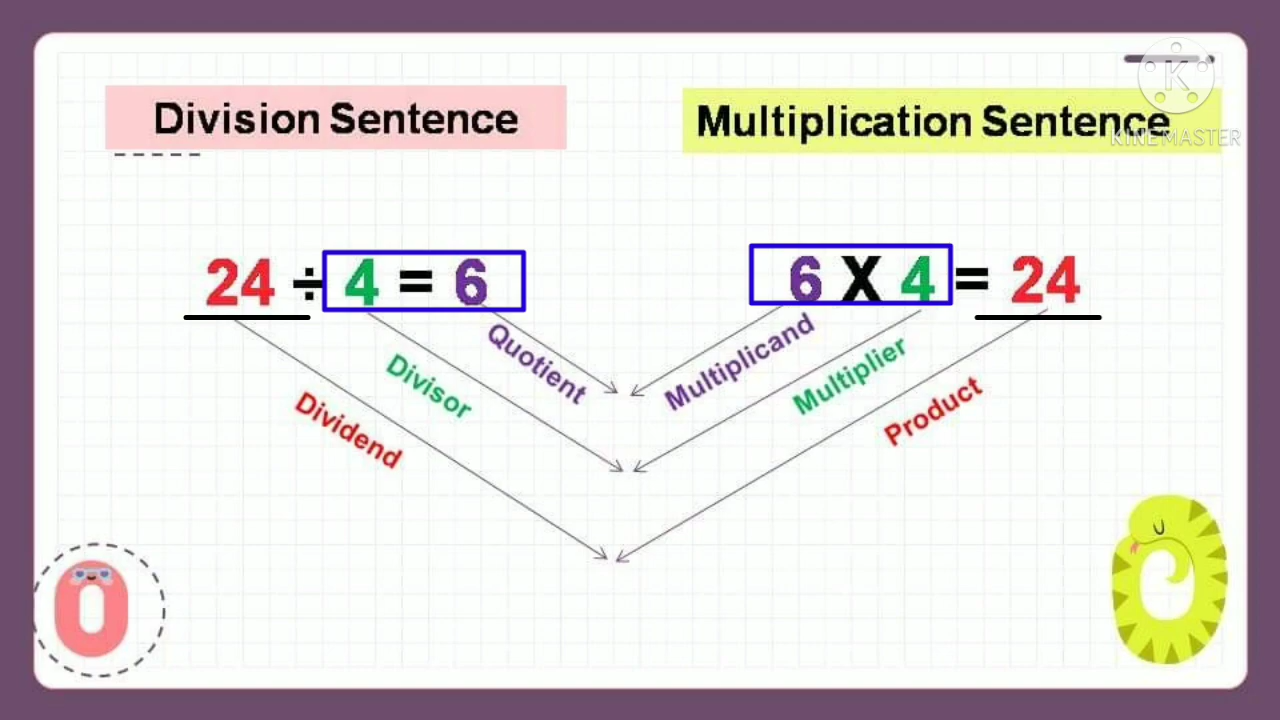 Division Sentence
Multiplication Sentence
K
KINEMASTER
24 ÷ 4 = 6
6 X 4 = 24
Quotient
Divisor
Dividend
Multiplicand
Multiplier
Product